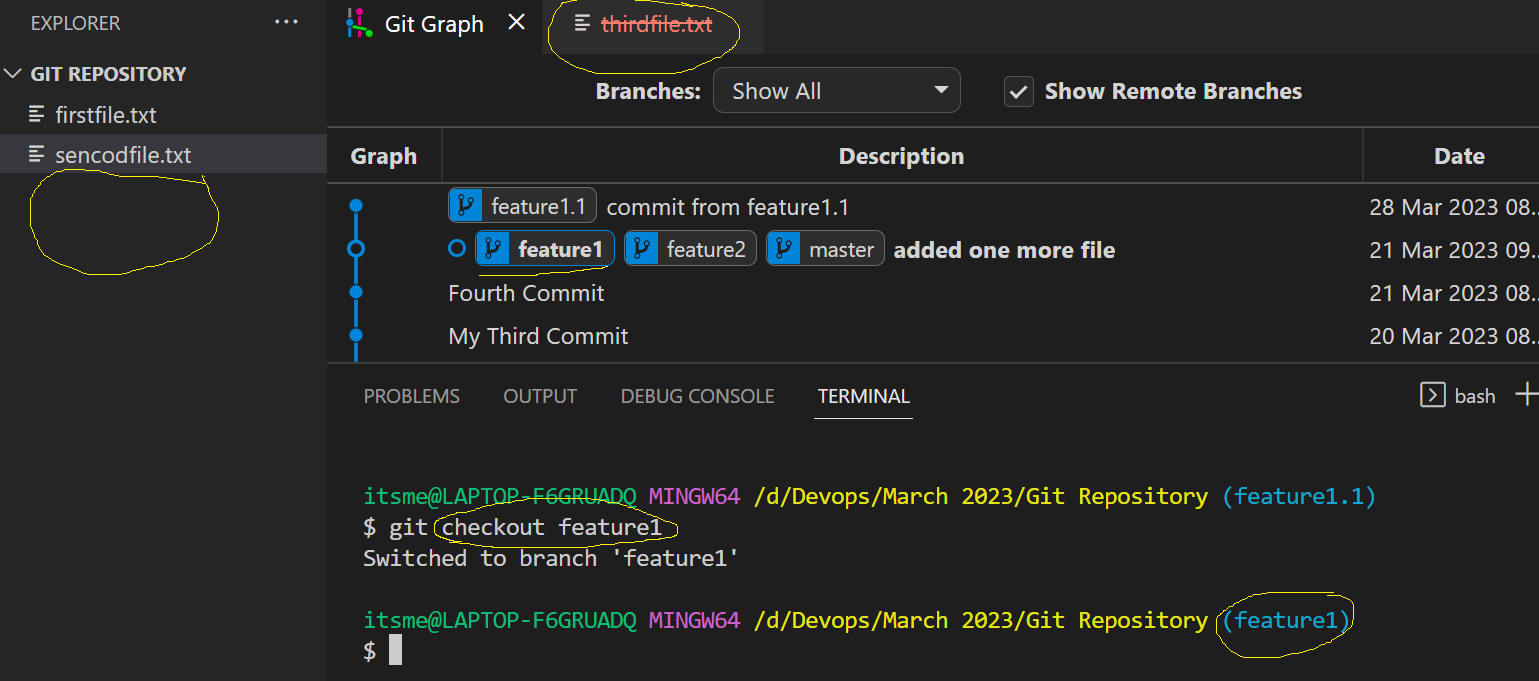 EXPLORER ...
GIT REPOSITORY
firstfile.txt
sencodfile.txt
Git Graph
thirdfile.txt
Branches: Show All Show Remote Branches
Graph Description Date
feature1.1 commit from feature1.1 28 Mar 2023 08...
feature1 feature2 master added one more file 21 Mar 2023 09...
Fourth Commit 21 Mar 2023 08...
My Third Commit 20 Mar 2023 08...
PROBLEMS OUTPUT DEBUG CONSOLE TERMINAL bash
itsme@LAPTOP-F6GRUADQ MINGW64 /d/Devops/March 2023/Git Repository (feature1.1)
$ git checkout feature1
Switched to branch 'feature1'
itsme@LAPTOP-F6GRUADQ MINGW64 /d/Devops/March 2023/Git Repository (feature1)
$